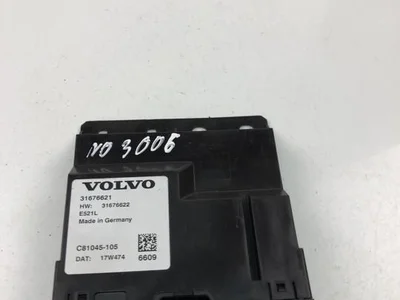 NO 3006
VOLVO
31676621
HW: 31676622
E521L
Made in Germany
C81045-105
DAT: 17W474 6609